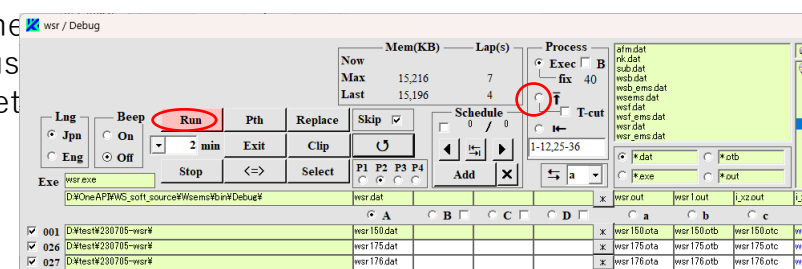 wsr / Debug
Mem(KB) Lap(s)
Now
Max 15,216 7
Last 15,196 4
Process
Exec B
fix 40
T-cut
1-12,25-36
a
afm.dat
nk.dat
sub.dat
wsb.dat
wsb_ems.dat
wsems.dat
wsf.dat
wsf_ems.dat
wsr.dat
wsr_ems.dat
*.dat *.otb
*.exe *.out
Lng Beep
Jpn On
Eng Off
Run Pth Replace Skip
2 min Exit Clip
Stop <=> Select P1 P2 P3 P4
Schedule
0 / 0
Add X
Exe wsr.exe
D:¥OneAPI¥WS_soft_source¥Wsems¥bin¥Debug¥ wsr.dat x wsr.out wsr1.out i_xz.out
A B C D a b c
001 D:¥test¥230705-wsr¥ wsr150.dat x wsr150.ota wsr150.otb wsr150.otc
026 D:¥test¥230705-wsr¥ wsr175.dat x wsr175.ota wsr175.otb wsr175.otc
027 D:¥test¥230705-wsr¥ wsr176.dat x wsr176.ota wsr176.otb wsr176.otc